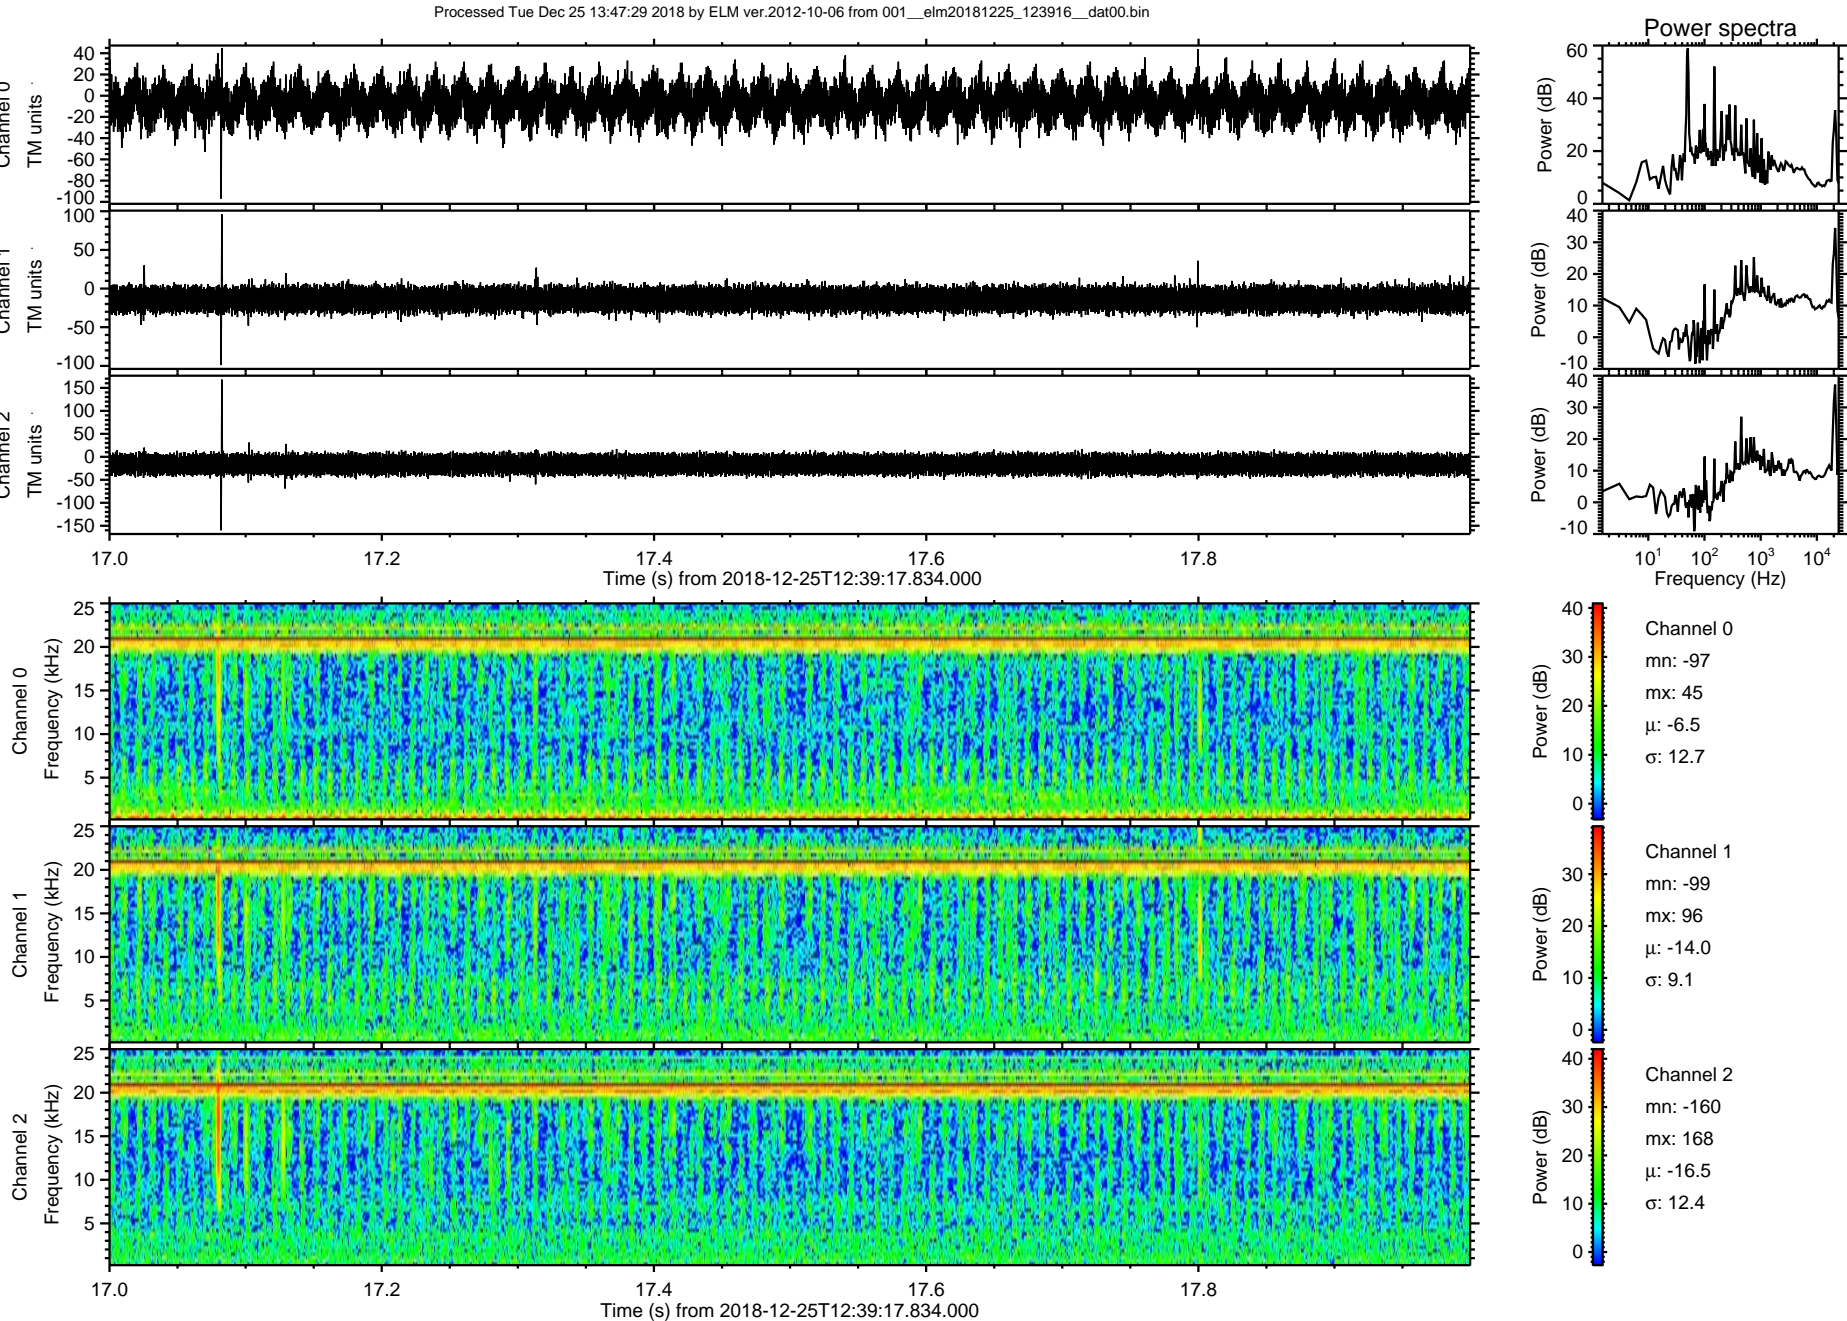 Processed Tue Dec 25 13:47:29 2018 by ELM ver.2012-10-06 from 001__elm20181225_123916__dat00.bin
Power spectra
Channel 0
TM units
40
20
0
-20
-40
-60
-80
-100
Power (dB)
60
40
20
0
Channel 1
TM units
100
50
0
-50
-100
Power (dB)
40
30
20
10
0
-10
Channel 2
TM units
150
100
50
0
-50
-100
-150
Power (dB)
40
30
20
10
0
-10
17.0 17.2 17.4 17.6 17.8
Time (s) from 2018-12-25T12:39:17.834.000
10¹ 10² 10³ 10⁴
Frequency (Hz)
Channel 0
Frequency (kHz)
25
20
15
10
5
Power (dB)
40
30
20
10
0
Channel 0
mn: -97
mx: 45
μ: -6.5
σ: 12.7
Channel 1
Frequency (kHz)
25
20
15
10
5
Power (dB)
30
20
10
0
Channel 1
mn: -99
mx: 96
μ: -14.0
σ: 9.1
Channel 2
Frequency (kHz)
25
20
15
10
5
Power (dB)
40
30
20
10
0
Channel 2
mn: -160
mx: 168
μ: -16.5
σ: 12.4
17.0 17.2 17.4 17.6 17.8
Time (s) from 2018-12-25T12:39:17.834.000